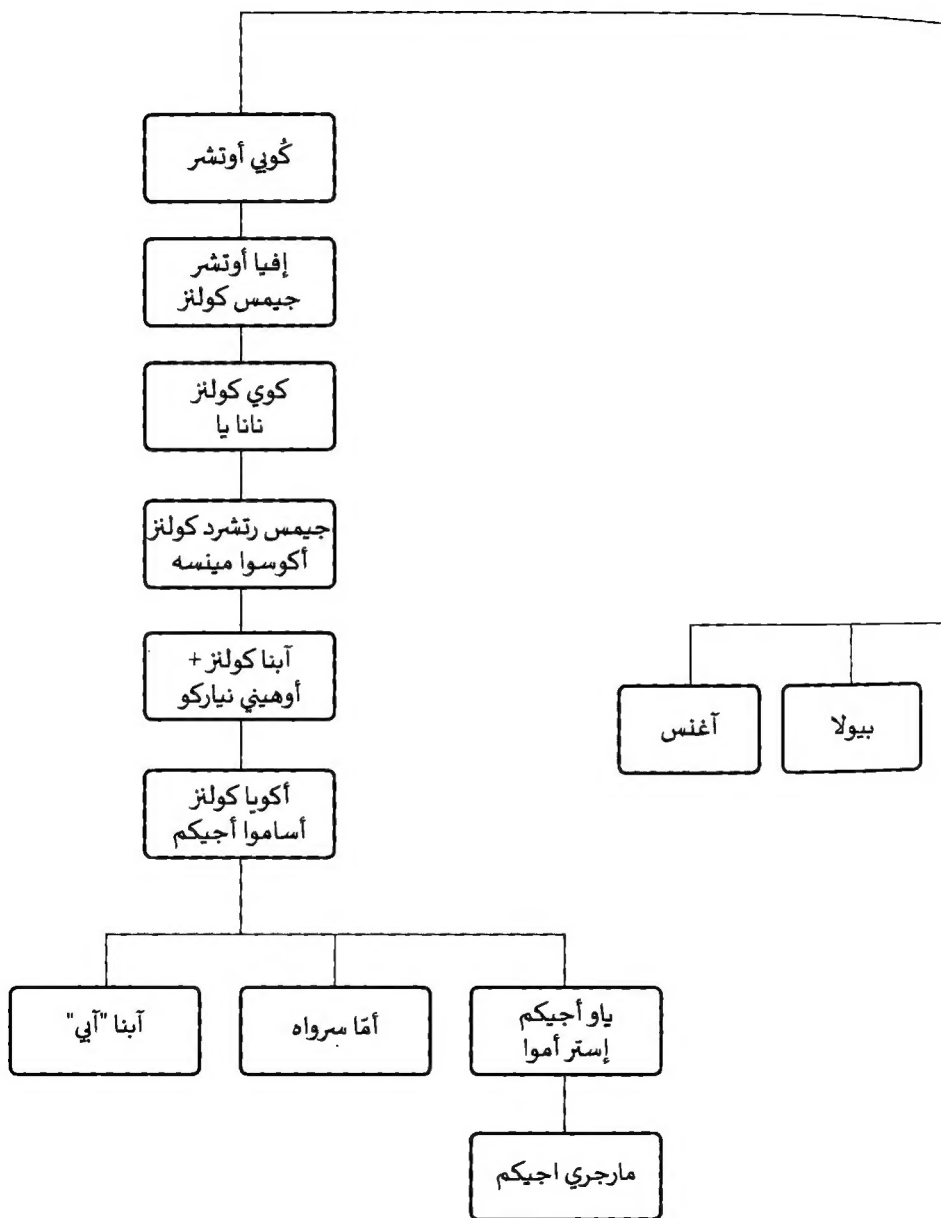 كُوبي أوتشر
إفيا أوتشر
جيمس كولنز
كوي كولنز
نانا يا
جيمس رتشرد كولنز
أكوسوا مينسه
آبنا كولنز +
أوهيني نياركو
آغنس
بيولا
أكويا كولنز
أساموا أجيكم
ياو أجيكم
إستر أموا
أمّا سرواه
آبنا "آبي"
مارجري اجيكم